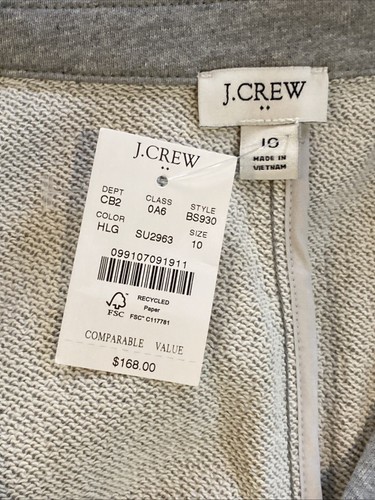 J.CREW
10
MADE IN
VIETNAM
J.CREW
DEPT CLASS STYLE
CB2 0A6 BS930
COLOR SIZE
HLG SU2963 10
099107091911
FSC
RECYCLED
Paper
FSC® C117781
COMPARABLE VALUE
$168.00